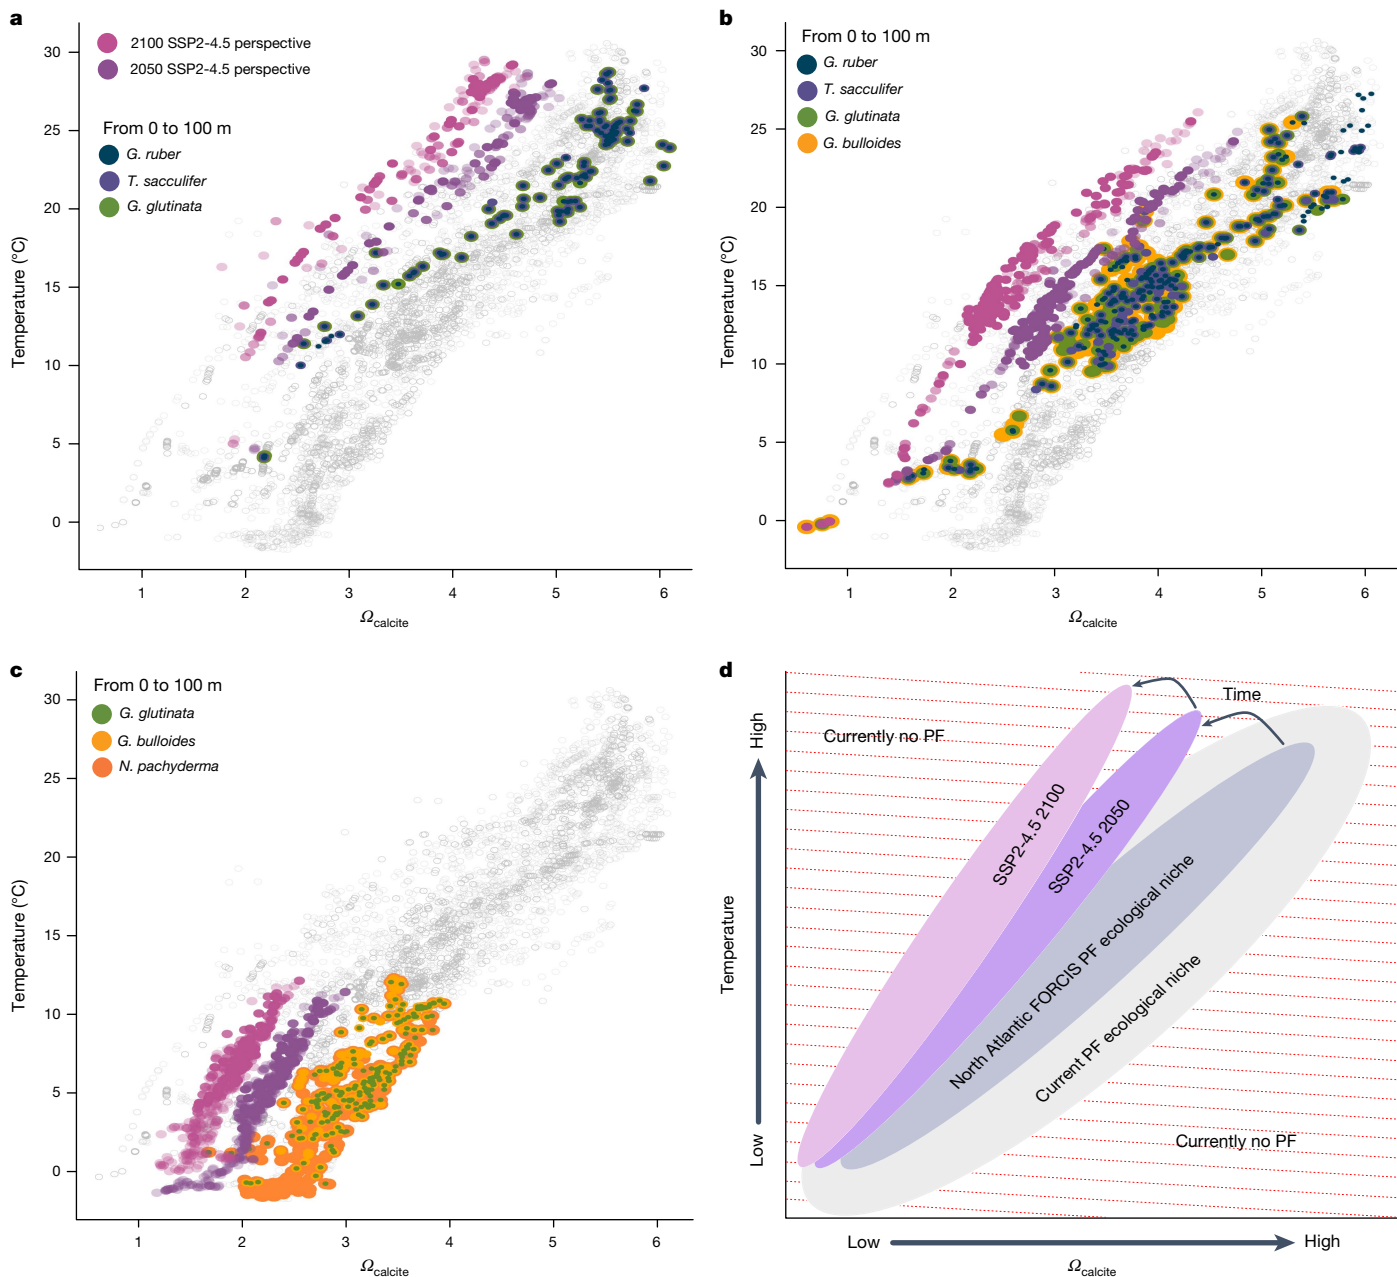 a
2100 SSP2-4.5 perspective
2050 SSP2-4.5 perspective
From 0 to 100 m
G. ruber
T. sacculifer
G. glutinata
30
25
20
15
10
5
0
Temperature (°C)
1 2 3 4 5 6
Ωcalcite
b
From 0 to 100 m
G. ruber
T. sacculifer
G. glutinata
G. bulloides
30
25
20
15
10
5
0
Temperature (°C)
1 2 3 4 5 6
Ωcalcite
c
From 0 to 100 m
G. glutinata
G. bulloides
N. pachyderma
30
25
20
15
10
5
0
Temperature (°C)
1 2 3 4 5 6
Ωcalcite
d
Time
Currently no PF
SSP2-4.5 2100
SSP2-4.5 2050
North Atlantic FORCIS PF ecological niche
Current PF ecological niche
Currently no PF
High
Temperature
Low
Low High
Ωcalcite